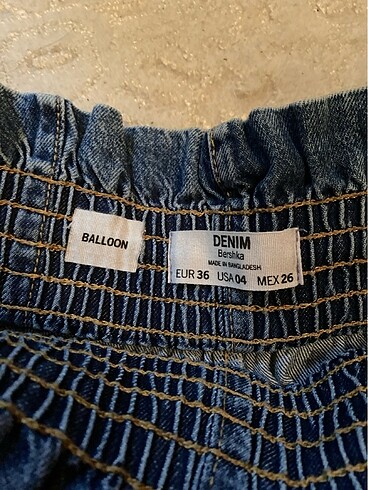 BALLOON
DENIM
Bershka
MADE IN BANGLADESH
EUR 36 USA 04 MEX 26